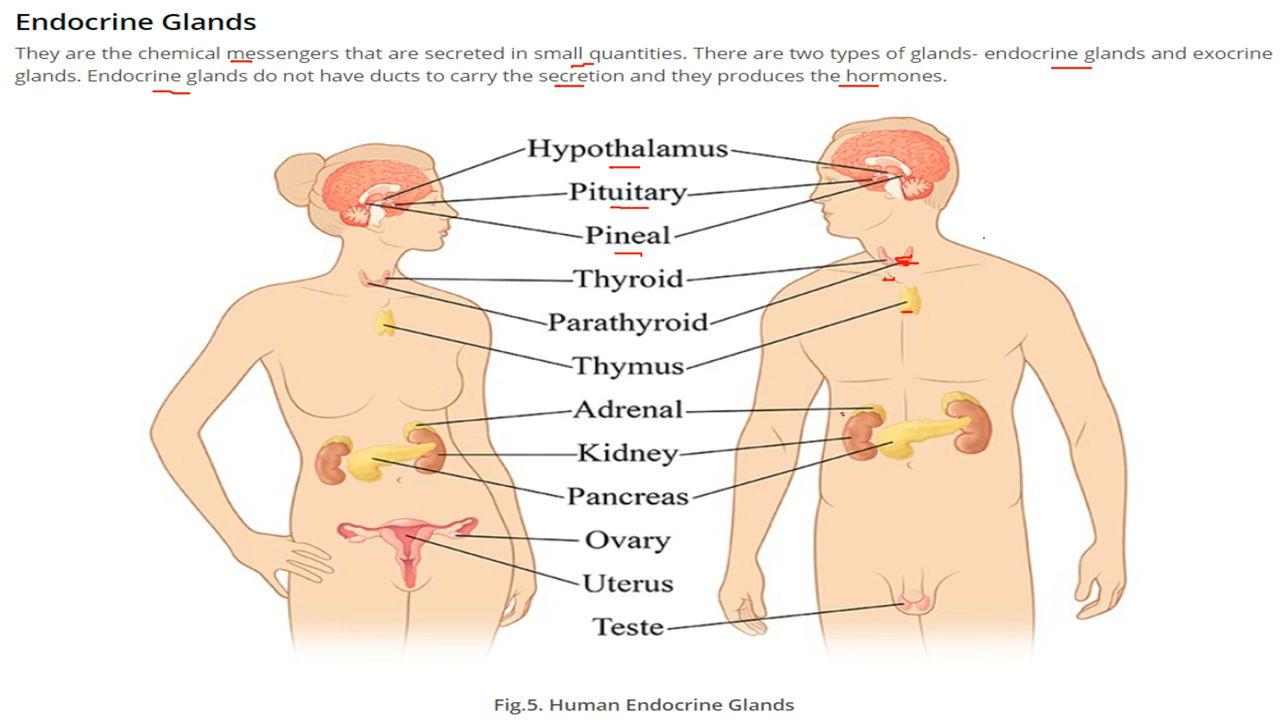 Endocrine Glands
They are the chemical messengers that are secreted in small quantities. There are two types of glands- endocrine glands and exocrine
glands. Endocrine glands do not have ducts to carry the secretion and they produces the hormones.
Hypothalamus
Pituitary
Pineal
Thyroid
Parathyroid
Thymus
Adrenal
Kidney
Pancreas
Ovary
Uterus
Teste
Fig.5. Human Endocrine Glands